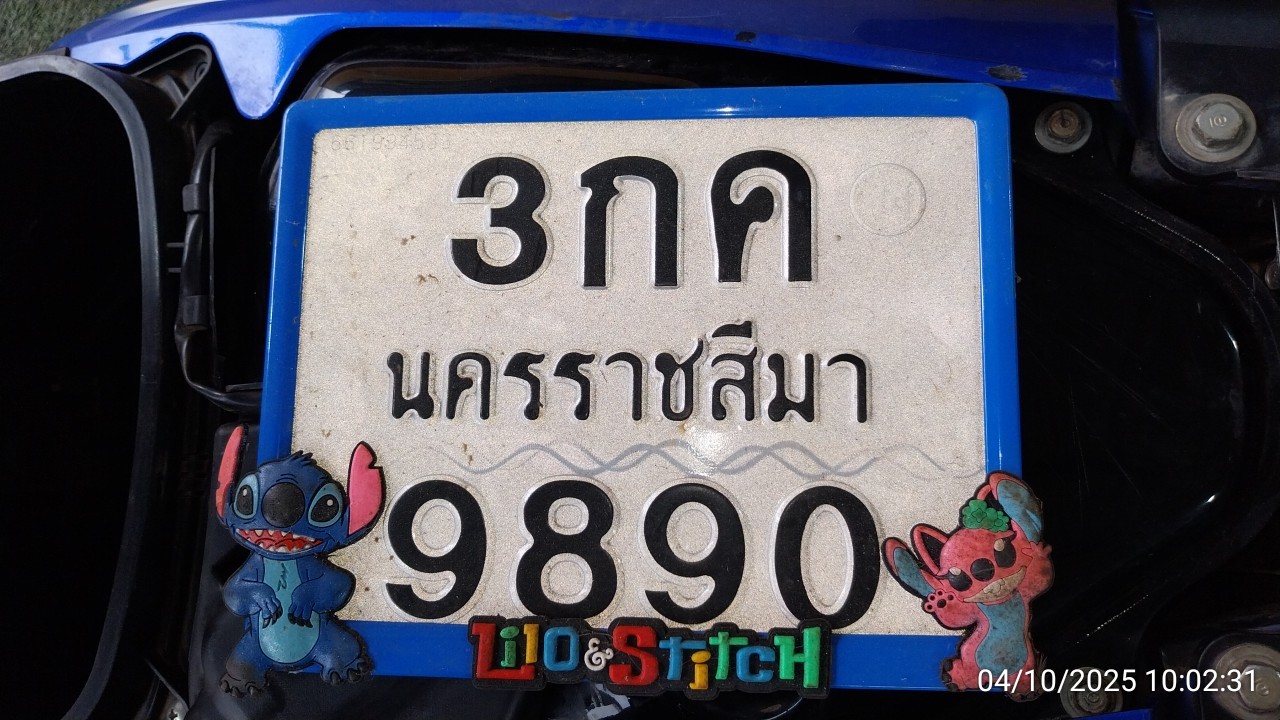 3กค
นครราชสีมา
9890
LiLO & StitcH
04/10/2025 10:02:31